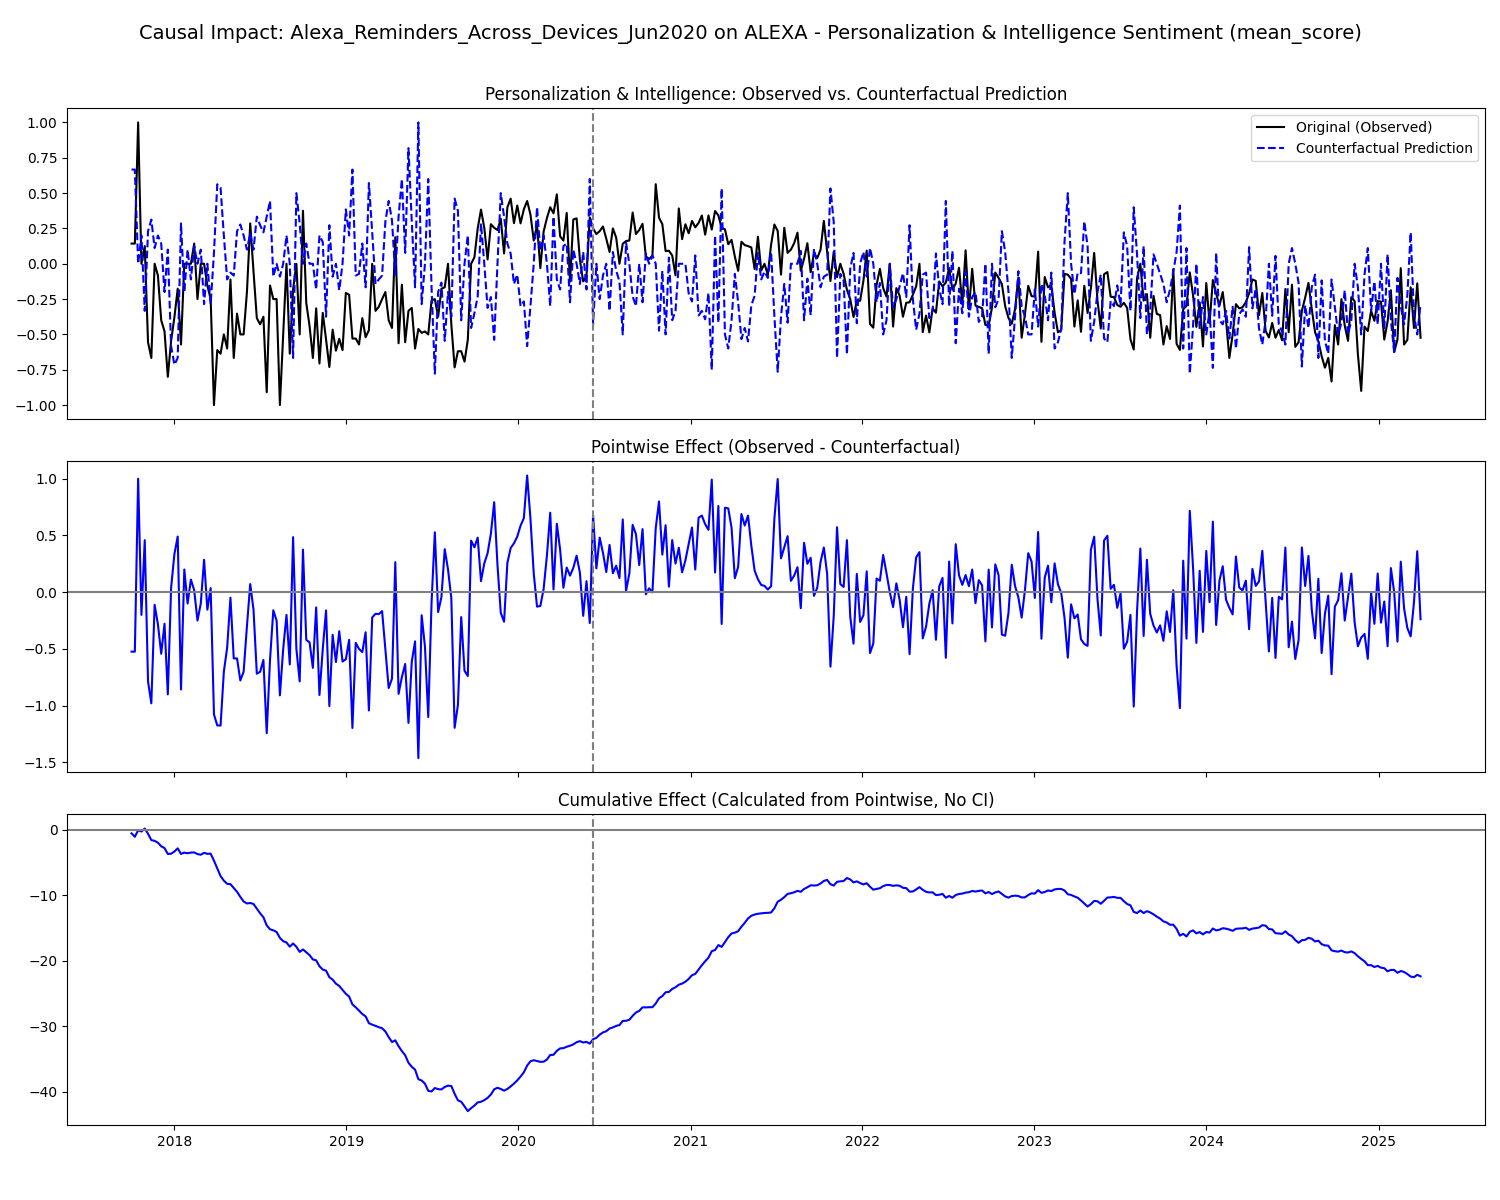 Causal Impact: Alexa_Reminders_Across_Devices_Jun2020 on ALEXA - Personalization & Intelligence Sentiment (mean_score)
Personalization & Intelligence: Observed vs. Counterfactual Prediction
1.00
0.75
0.50
0.25
0.00
−0.25
−0.50
−0.75
−1.00
Original (Observed)
Counterfactual Prediction
Pointwise Effect (Observed - Counterfactual)
1.0
0.5
0.0
−0.5
−1.0
−1.5
Cumulative Effect (Calculated from Pointwise, No CI)
0
−10
−20
−30
−40
2018 2019 2020 2021 2022 2023 2024 2025